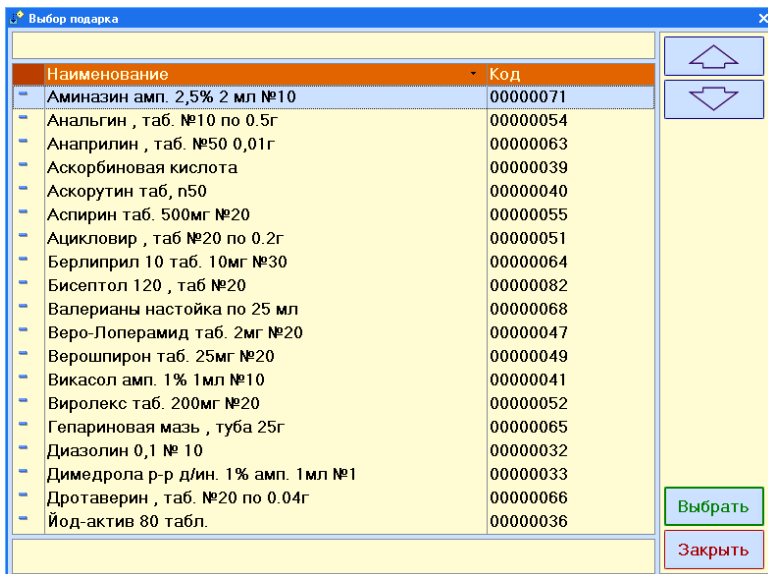 Выбор подарка
Наименование Код
Аминазин амп. 2,5% 2 мл №10 00000071
Анальгин , таб. №10 по 0.5г 00000054
Анаприлин , таб. №50 0,01г 00000063
Аскорбиновая кислота 00000039
Аскорутин таб, n50 00000040
Аспирин таб. 500мг №20 00000055
Ацикловир , таб №20 по 0.2г 00000051
Берлиприл 10 таб. 10мг №30 00000064
Бисептол 120 , таб №20 00000082
Валерианы настойка по 25 мл 00000068
Веро-Лоперамид таб. 2мг №20 00000047
Верошпирон таб. 25мг №20 00000049
Викасол амп. 1% 1мл №10 00000041
Виролекс таб. 200мг №20 00000052
Гепариновая мазь , туба 25г 00000065
Диазолин 0,1 № 10 00000032
Димедрола р-р д/ин. 1% амп. 1мл №1 00000033
Дротаверин , таб. №20 по 0.04г 00000066
Йод-актив 80 табл. 00000036
Выбрать
Закрыть